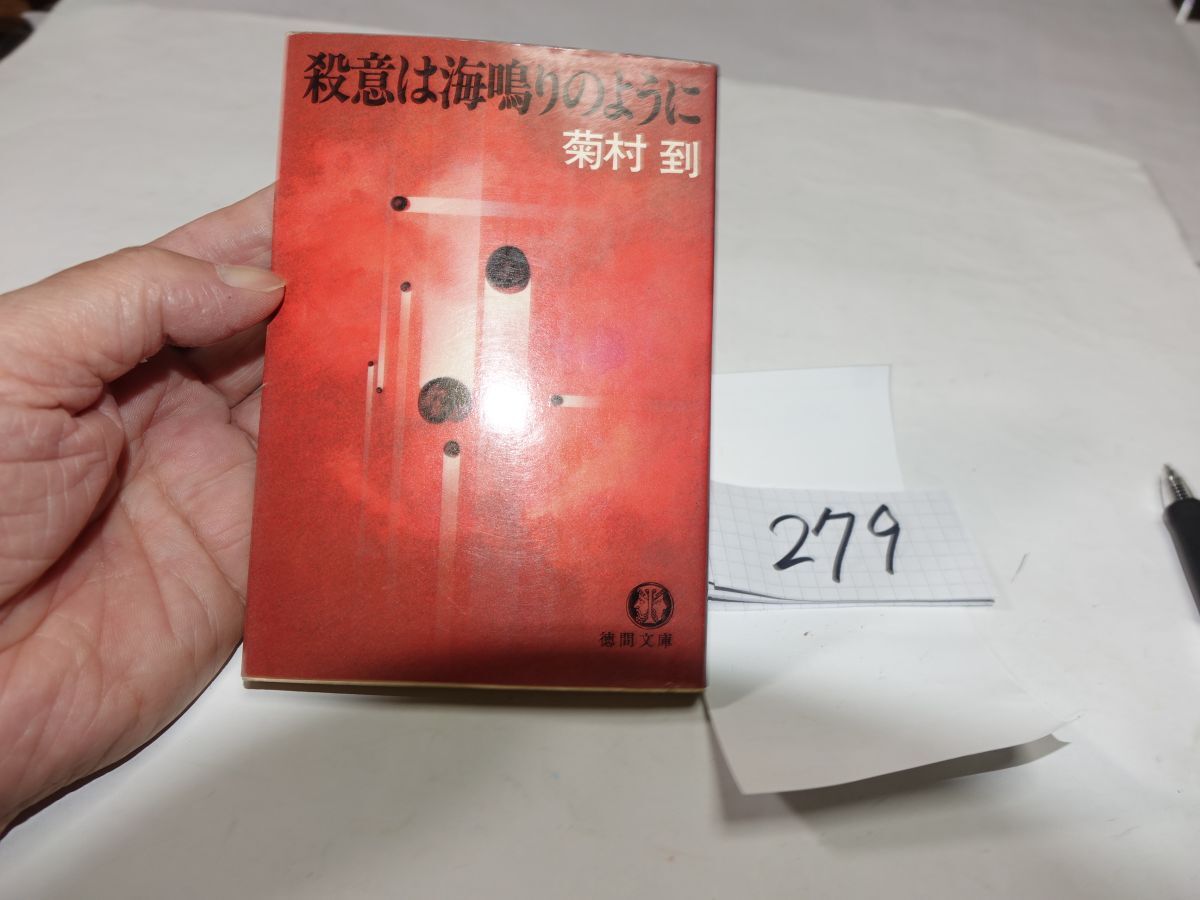 殺意は海鳴りのように
菊村 到
279
徳間文庫